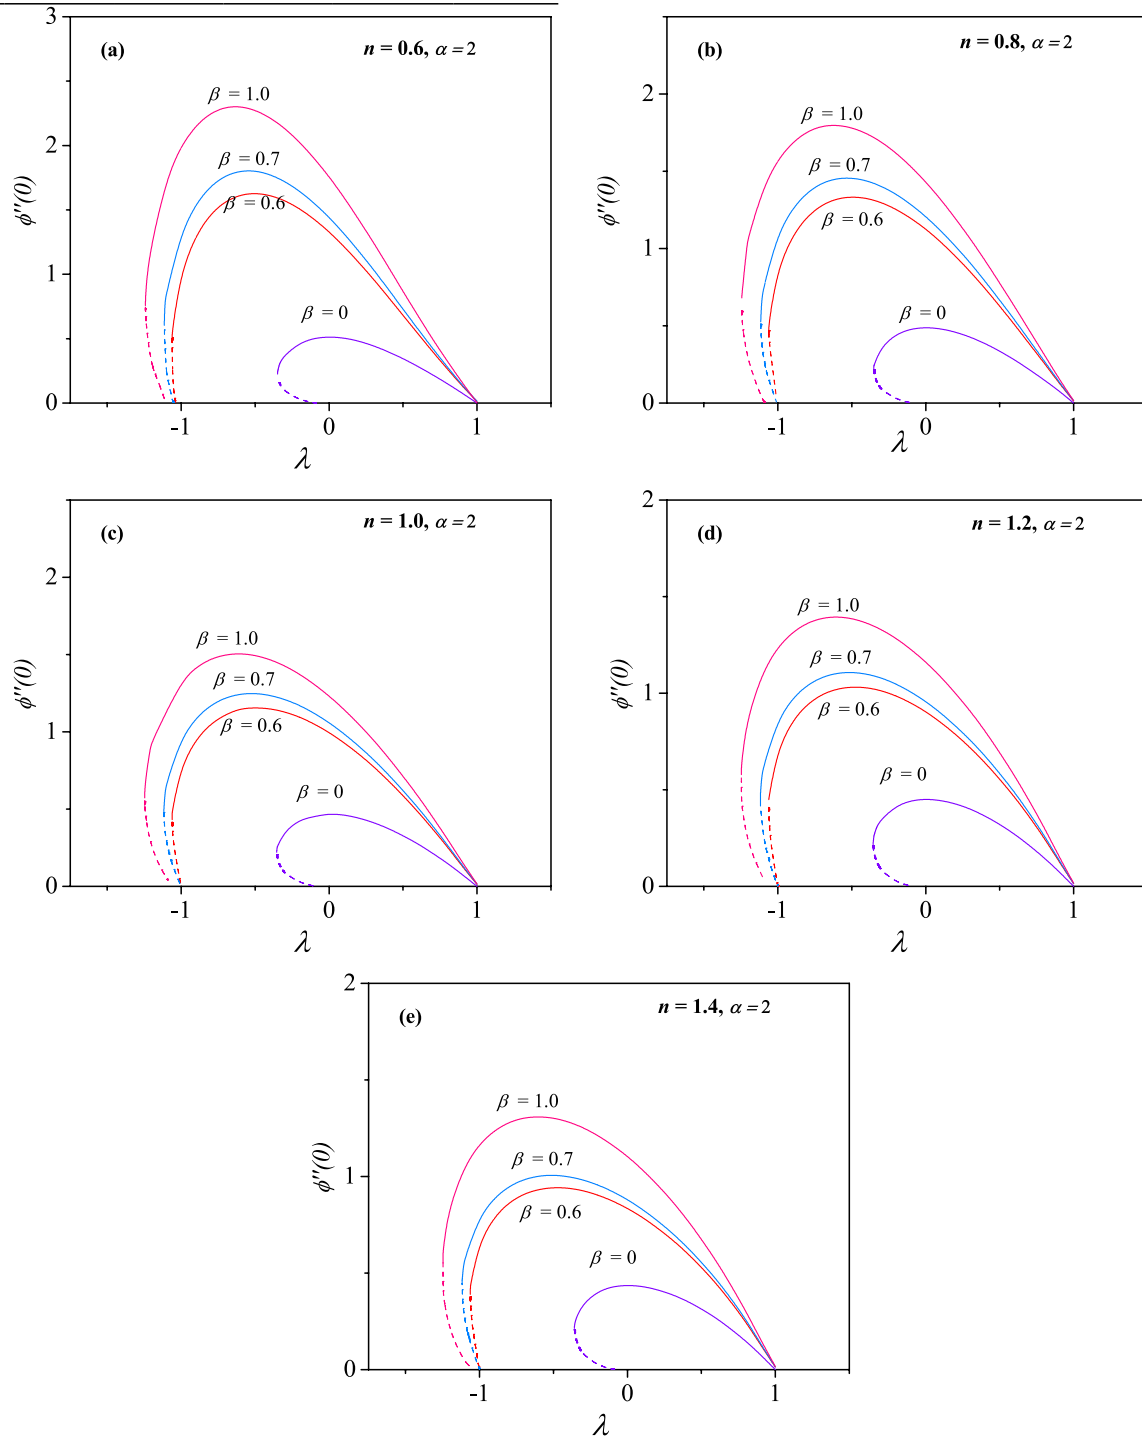 (a) n = 0.6, α = 2
3
2
1
0
ϕ''(0)
β = 1.0
β = 0.7
β = 0.6
β = 0
-1 0 1
λ
(b) n = 0.8, α = 2
2
1
0
ϕ''(0)
β = 1.0
β = 0.7
β = 0.6
β = 0
-1 0 1
λ
(c) n = 1.0, α = 2
2
1
0
ϕ''(0)
β = 1.0
β = 0.7
β = 0.6
β = 0
-1 0 1
λ
(d) n = 1.2, α = 2
2
1
0
ϕ''(0)
β = 1.0
β = 0.7
β = 0.6
β = 0
-1 0 1
λ
(e) n = 1.4, α = 2
2
1
0
ϕ''(0)
β = 1.0
β = 0.7
β = 0.6
β = 0
-1 0 1
λ